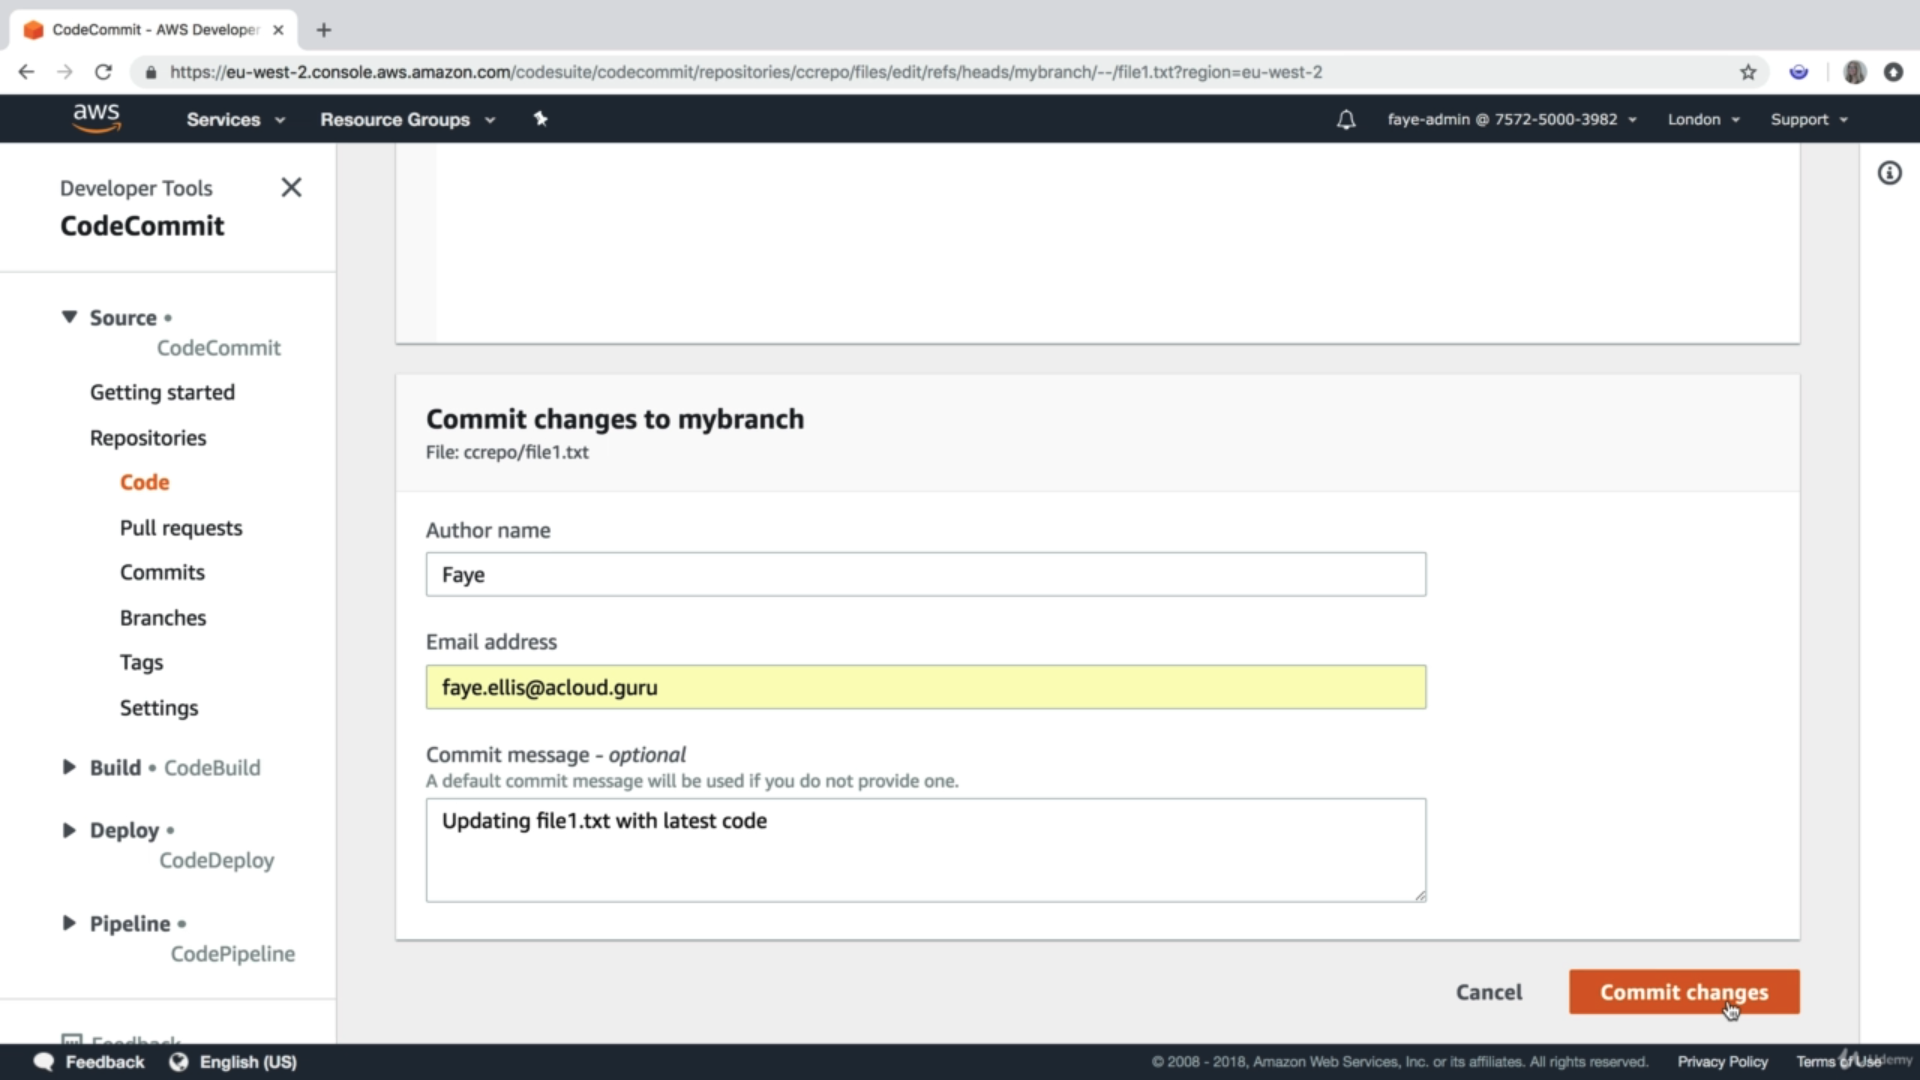 CodeCommit - AWS Developer
https://eu-west-2.console.aws.amazon.com/codesuite/codecommit/repositories/ccrepo/files/edit/refs/heads/mybranch/--/file1.txt?region=eu-west-2
aws
Services
Resource Groups
faye-admin @ 7572-5000-3982
London
Support
Developer Tools
CodeCommit
Source •
CodeCommit
Getting started
Repositories
Code
Pull requests
Commits
Branches
Tags
Settings
Build • CodeBuild
Deploy •
CodeDeploy
Pipeline •
CodePipeline
Feedback
Commit changes to mybranch
File: ccrepo/file1.txt
Author name
Faye
Email address
faye.ellis@acloud.guru
Commit message - optional
A default commit message will be used if you do not provide one.
Updating file1.txt with latest code
Cancel
Commit changes
Feedback
English (US)
© 2008 - 2018, Amazon Web Services, Inc. or its affiliates. All rights reserved.
Privacy Policy
Terms of Use